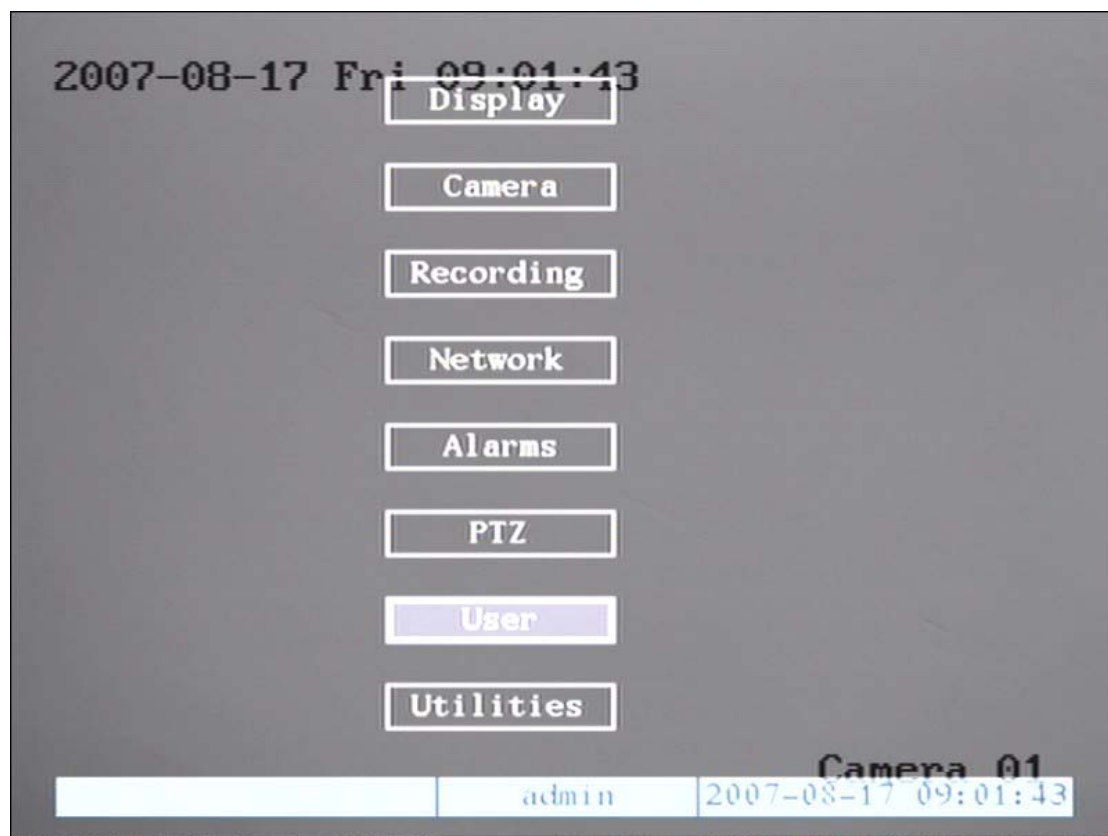 2007-08-17 Fri 09:01:43
Display
Camera
Recording
Network
Alarms
PTZ
User
Utilities
Camera 01
admin
2007-08-17 09:01:43